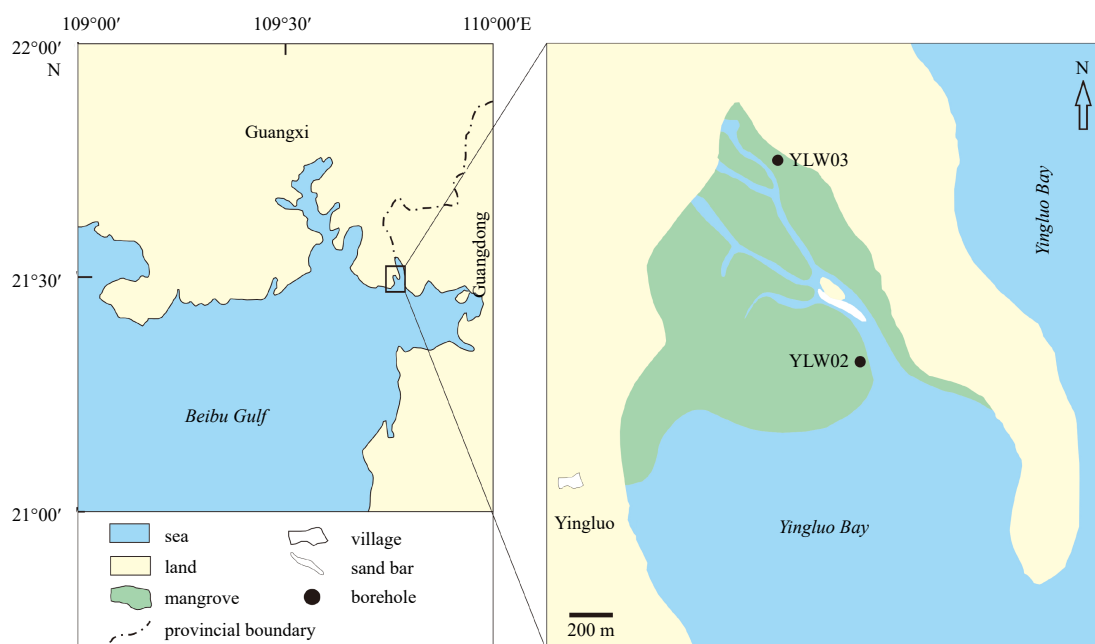 109°00′
109°30′
110°00′E
22°00′
N
21°30′
21°00′
Guangxi
Guangdong
Beibu Gulf
sea
land
mangrove
provincial boundary
village
sand bar
borehole
N
YLW03
Yingluo Bay
YLW02
Yingluo
Yingluo Bay
200 m